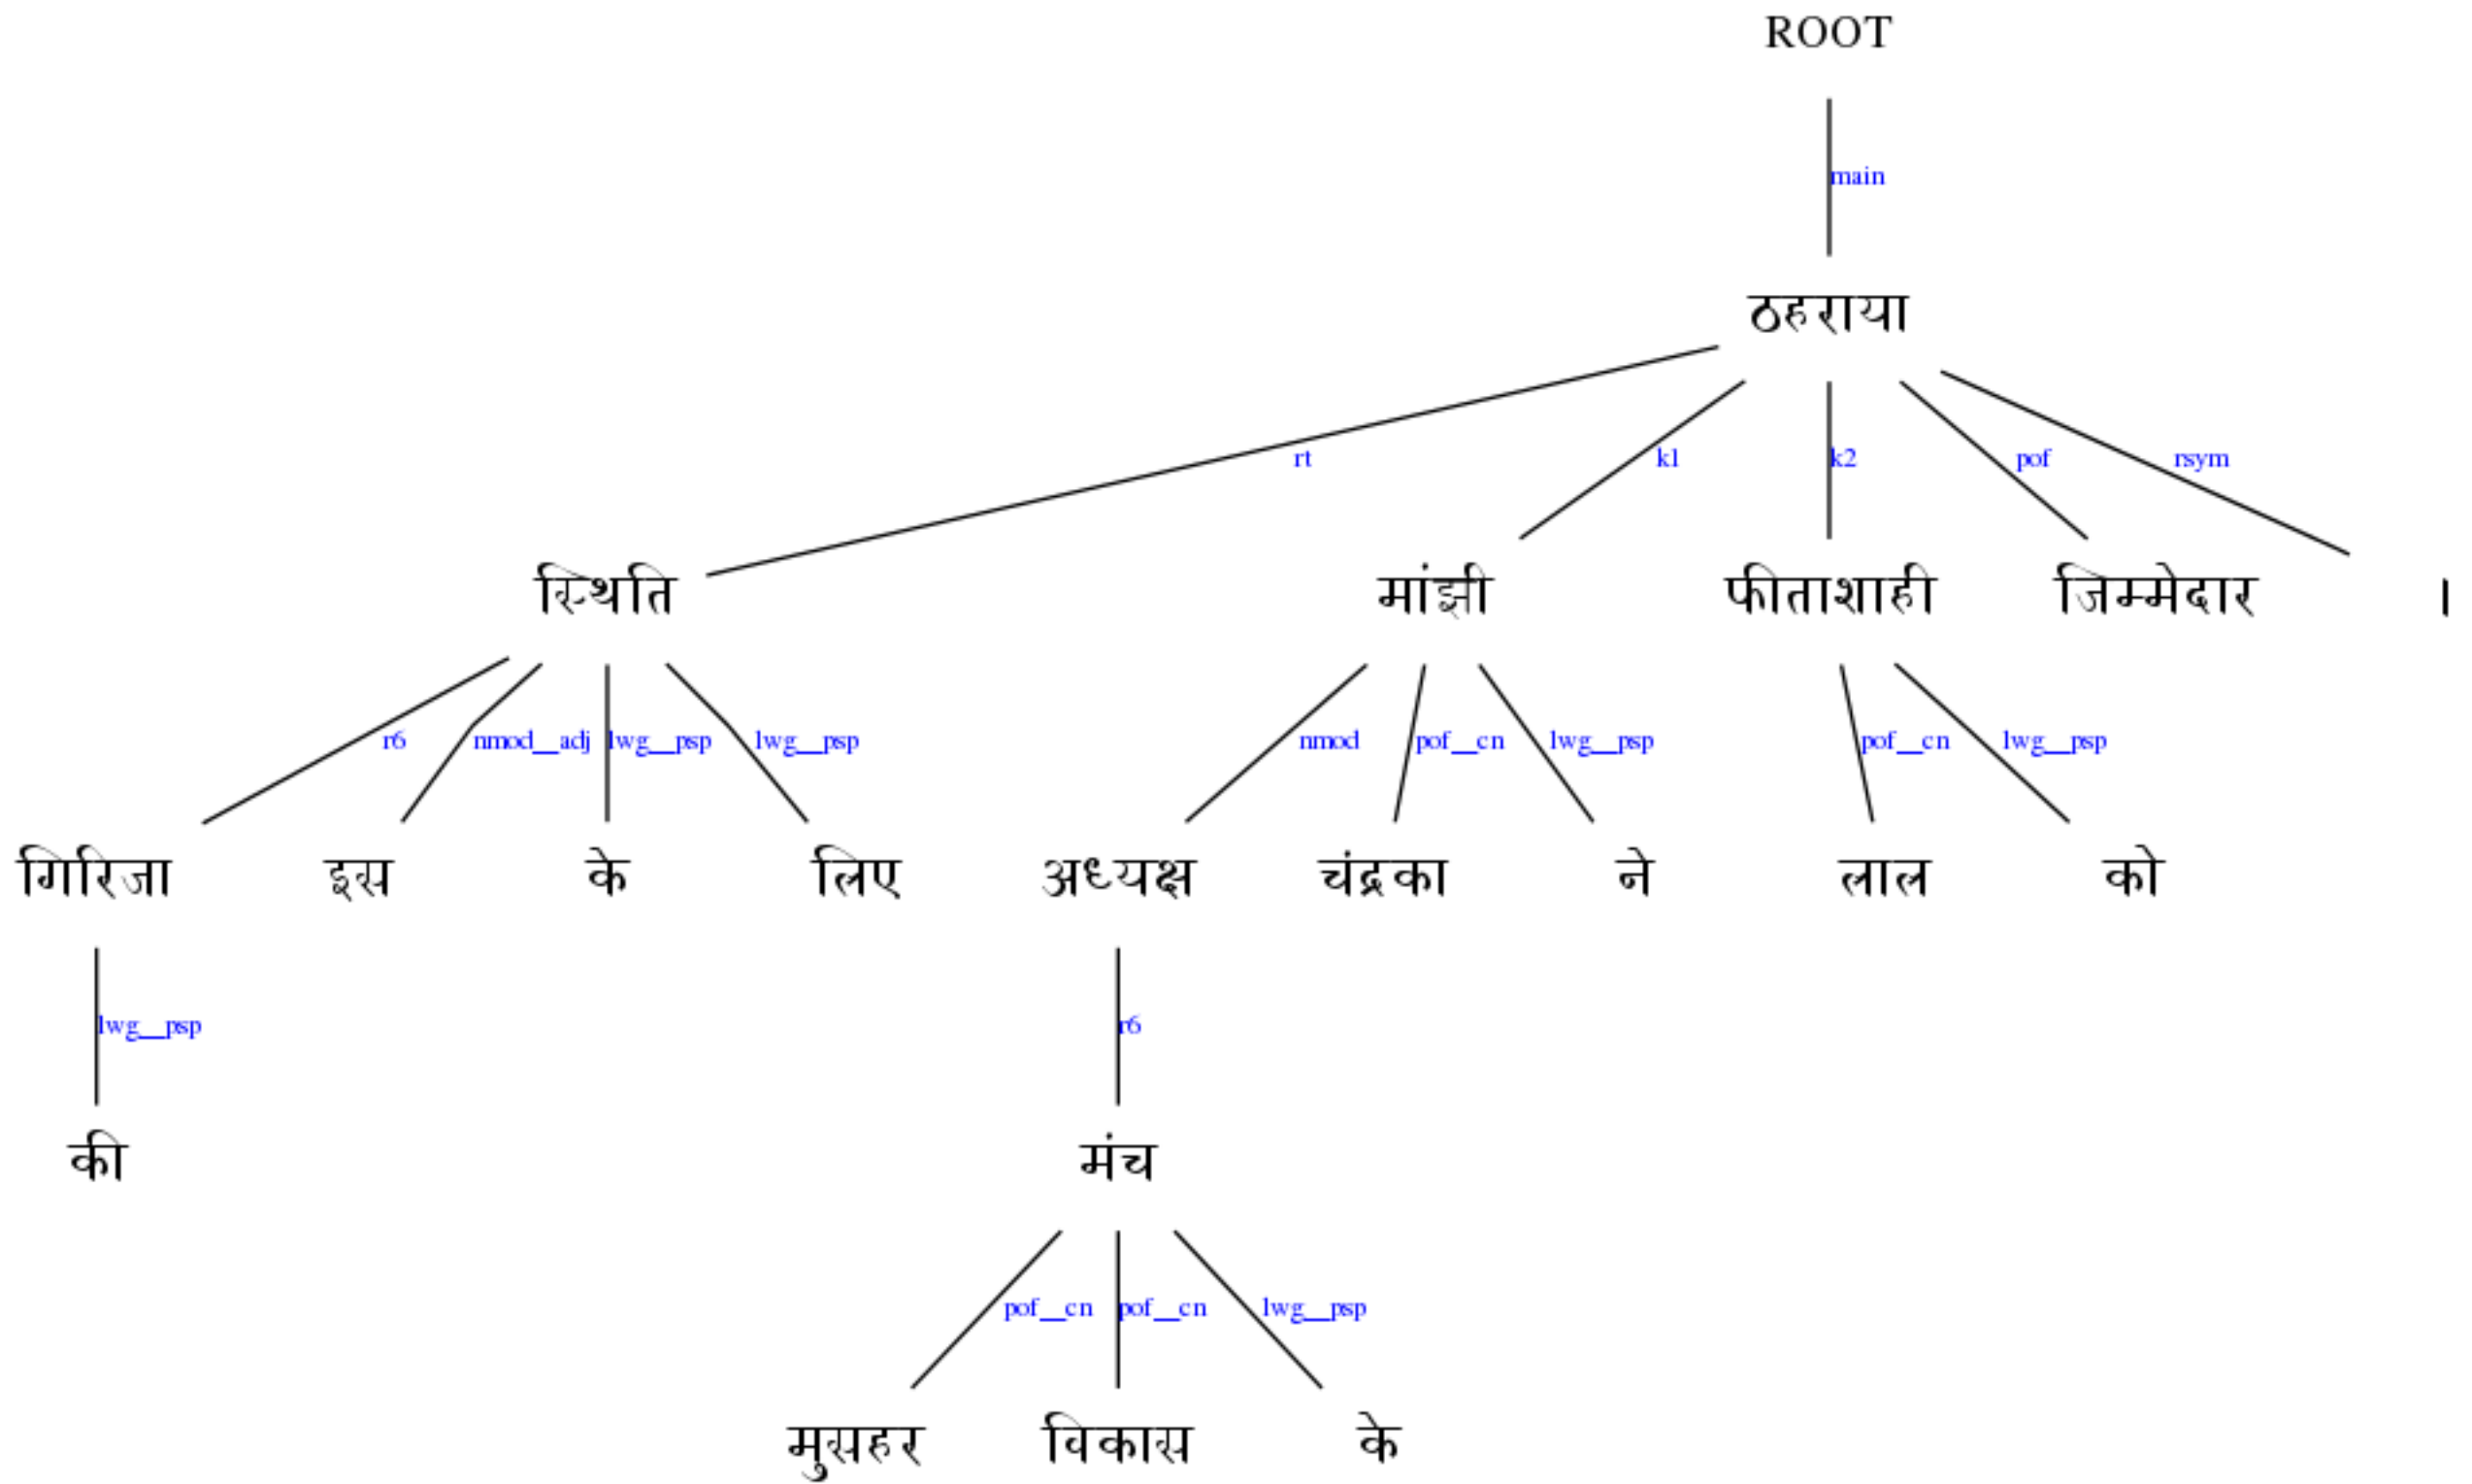 ROOT
main
ठहराया
rt k1 k2 pof rsym
स्थिति मांझी फीताशाही जिम्मेदार ।
r6 nmod__adj lwg__psp lwg__psp nmod pof__cn lwg__psp pof__cn lwg__psp
गिरिजा इस के लिए अध्यक्ष चंद्रका ने लाल को
lwg__psp r6
की मंच
pof__cn pof__cn lwg__psp
मुसहर विकास के